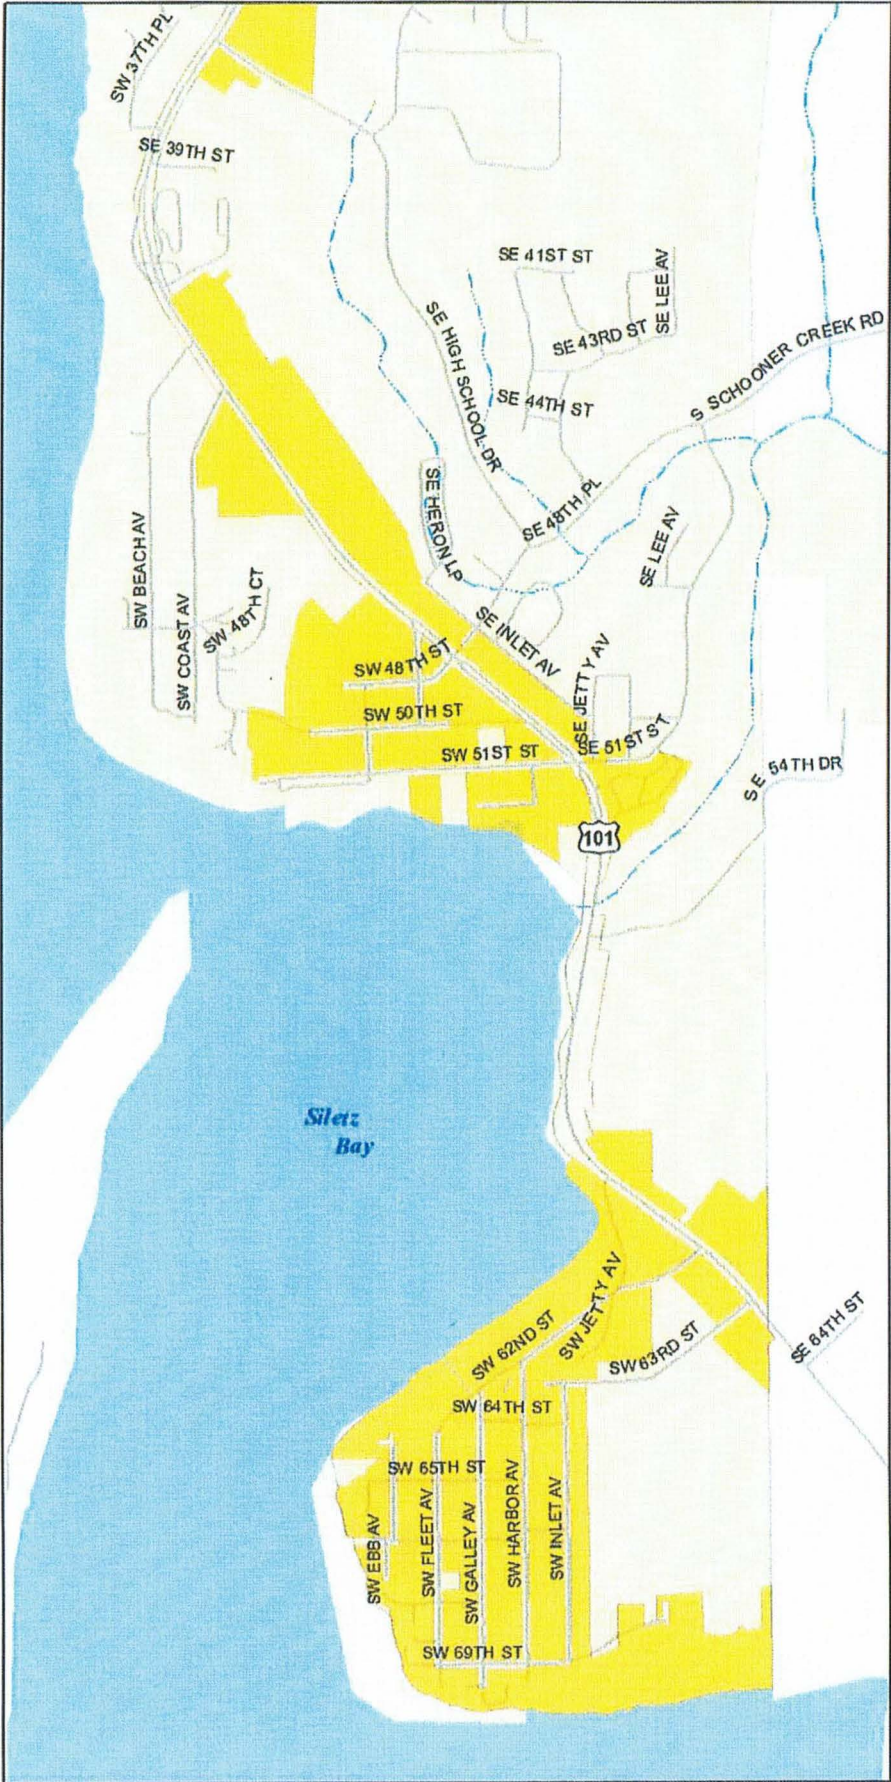 SW 37TH PL
SE 39TH ST
SE 41ST ST
SE LEE AV
SE 43RD ST
SE HIGH SCHOOL DR
S SCHOONER CREEK RD
SE 44TH ST
SE HERON LP
SE 48TH PL
SW BEACH AV
SW COAST AV
SW 48TH CT
SE LEE AV
SE INLET AV
SW 48TH ST
SE JETTY AV
SW 50TH ST
SW 51ST ST
SE 51ST ST
SE 54TH DR
101
Siletz
Bay
SW JETTY AV
SW 62ND ST
SW 63RD ST
SE 64TH ST
SW 64TH ST
SW 65TH ST
SW EBB AV
SW FLEET AV
SW GALLEY AV
SW HARBOR AV
SW INLET AV
SW 69TH ST